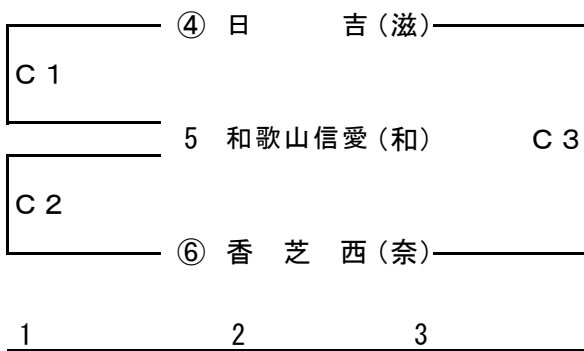 ④ 日 吉 (滋)
C 1
5 和歌山信愛 (和) C 3
C 2
⑥ 香 芝 西 (奈)
1 2 3